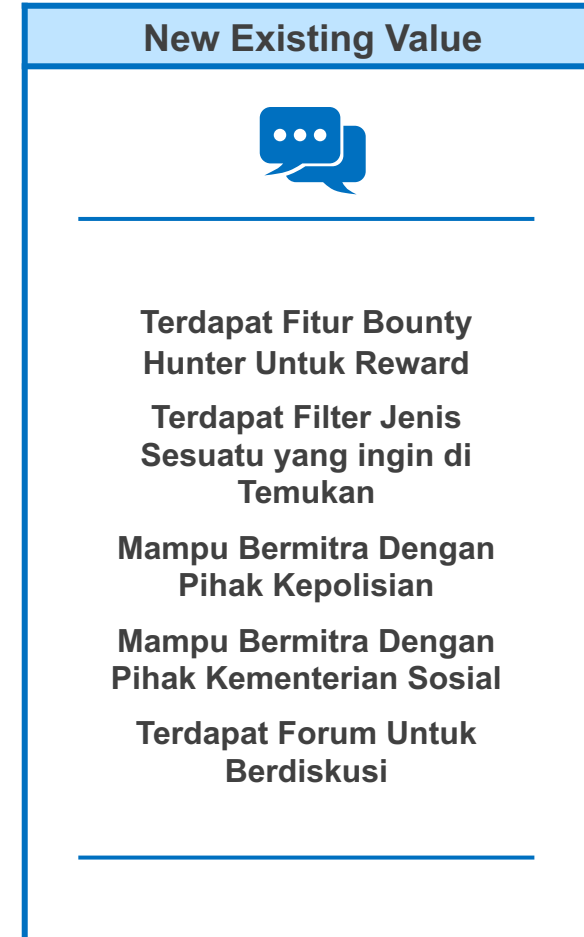 New Existing Value
Terdapat Fitur Bounty
Hunter Untuk Reward
Terdapat Filter Jenis
Sesuatu yang ingin di
Temukan
Mampu Bermitra Dengan
Pihak Kepolisian
Mampu Bermitra Dengan
Pihak Kementerian Sosial
Terdapat Forum Untuk
Berdiskusi